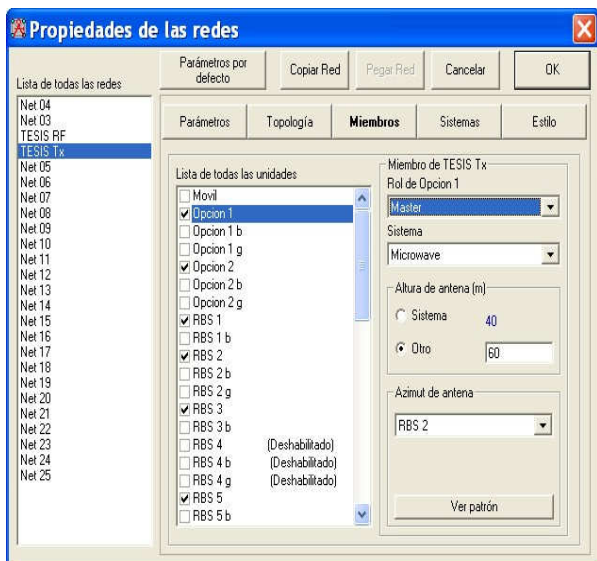 Propiedades de las redes
Parámetros por defecto
Copiar Red
Pegar Red
Cancelar
OK
Lista de todas las redes
Net 04
Net 03
TESIS RF
TESIS Tx
Net 05
Net 06
Net 07
Net 08
Net 09
Net 10
Net 11
Net 12
Net 13
Net 14
Net 15
Net 16
Net 17
Net 18
Net 19
Net 20
Net 21
Net 22
Net 23
Net 24
Net 25
Parámetros
Topología
Miembros
Sistemas
Estilo
Lista de todas las unidades
Movil
Opcion 1
Opcion 1 b
Opcion 1 g
Opcion 2
Opcion 2 b
Opcion 2 g
RBS 1
RBS 1 b
RBS 2
RBS 2 b
RBS 2 g
RBS 3
RBS 3 b
RBS 4 (Deshabilitado)
RBS 4 b (Deshabilitado)
RBS 4 g (Deshabilitado)
RBS 5
RBS 5 b
Miembro de TESIS Tx
Rol de Opcion 1
Master
Sistema
Microwave
Altura de antena (m)
Sistema 40
Otro 60
Azimut de antena
RBS 2
Ver patrón